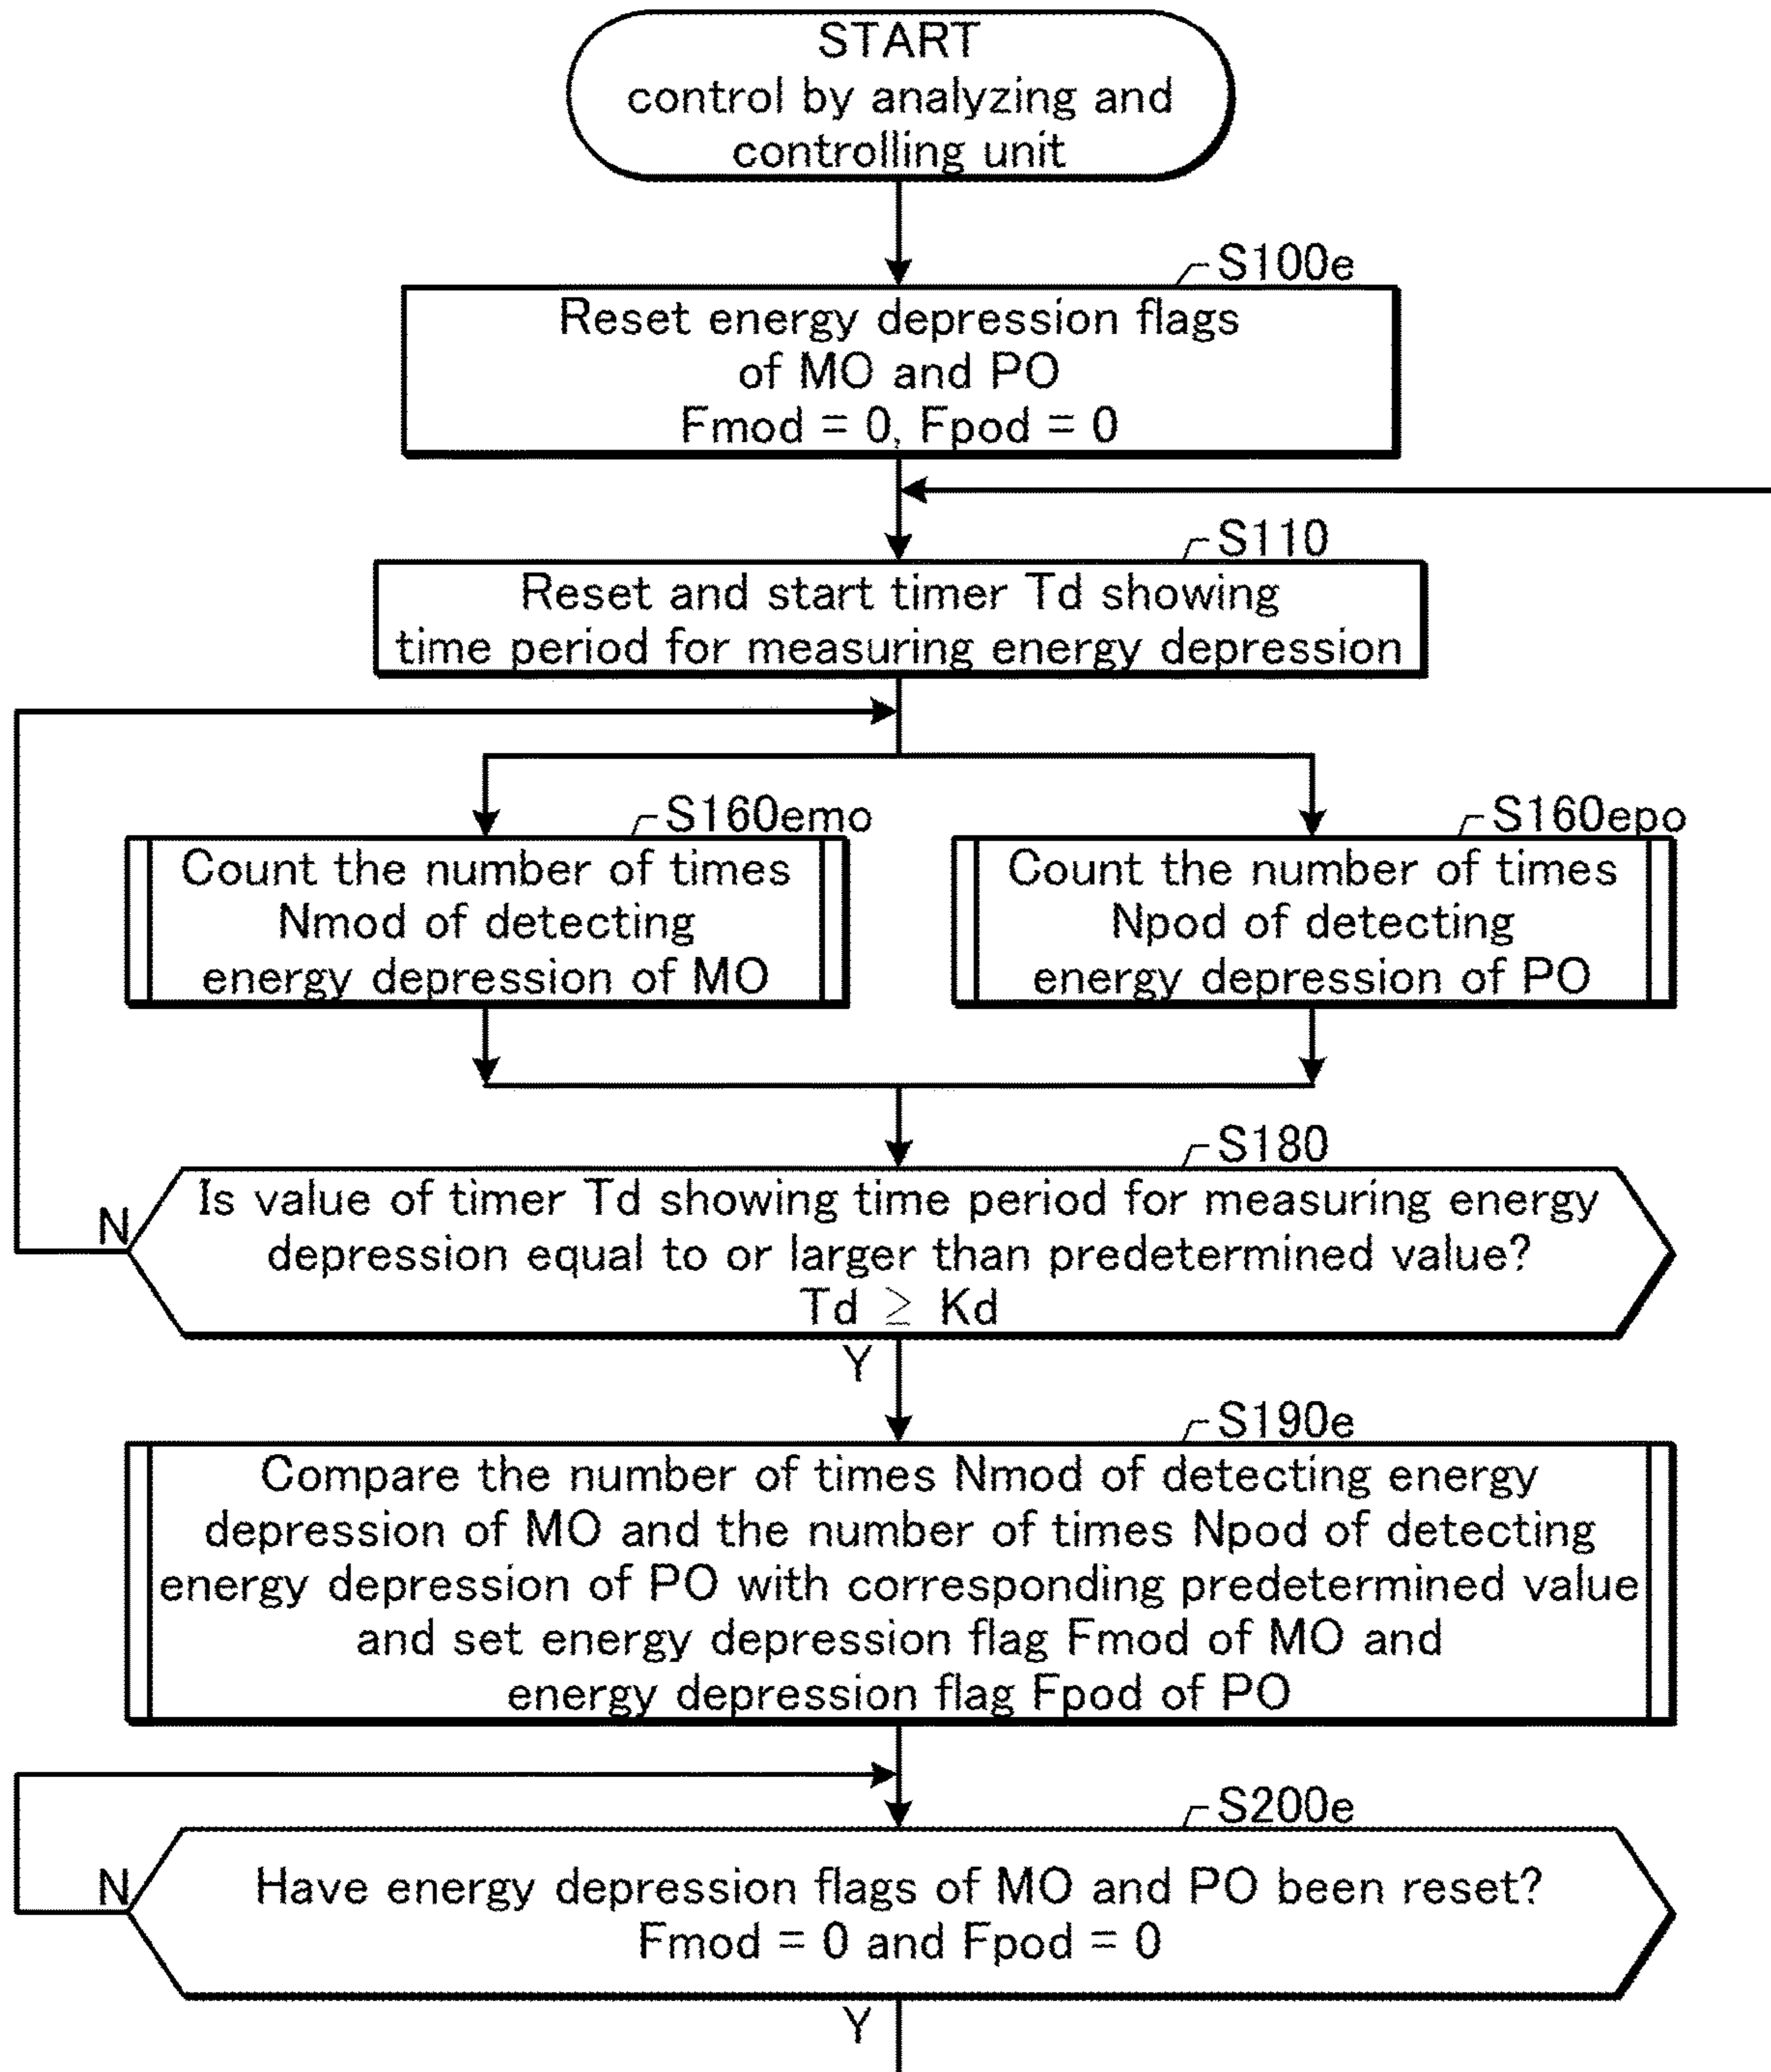 START
control by analyzing and
controlling unit
S100e
Reset energy depression flags
of MO and PO
Fmod = 0, Fpod = 0
S110
Reset and start timer Td showing
time period for measuring energy depression
S160emo
Count the number of times
Nmod of detecting
energy depression of MO
S160epo
Count the number of times
Npod of detecting
energy depression of PO
S180
Is value of timer Td showing time period for measuring energy
depression equal to or larger than predetermined value?
Td ≥ Kd
N
Y
S190e
Compare the number of times Nmod of detecting energy
depression of MO and the number of times Npod of detecting
energy depression of PO with corresponding predetermined value
and set energy depression flag Fmod of MO and
energy depression flag Fpod of PO
S200e
Have energy depression flags of MO and PO been reset?
Fmod = 0 and Fpod = 0
N
Y